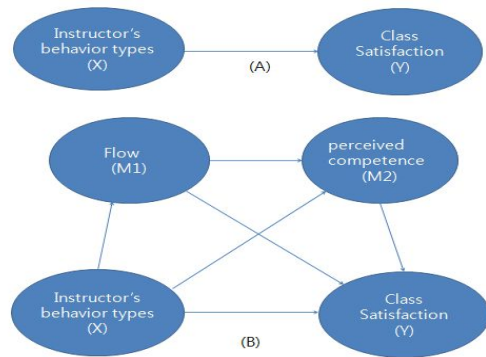 Instructor's
behavior types
(X)
Class
Satisfaction
(Y)
(A)
Flow
(M1)
perceived
competence
(M2)
Instructor's
behavior types
(X)
Class
Satisfaction
(Y)
(B)